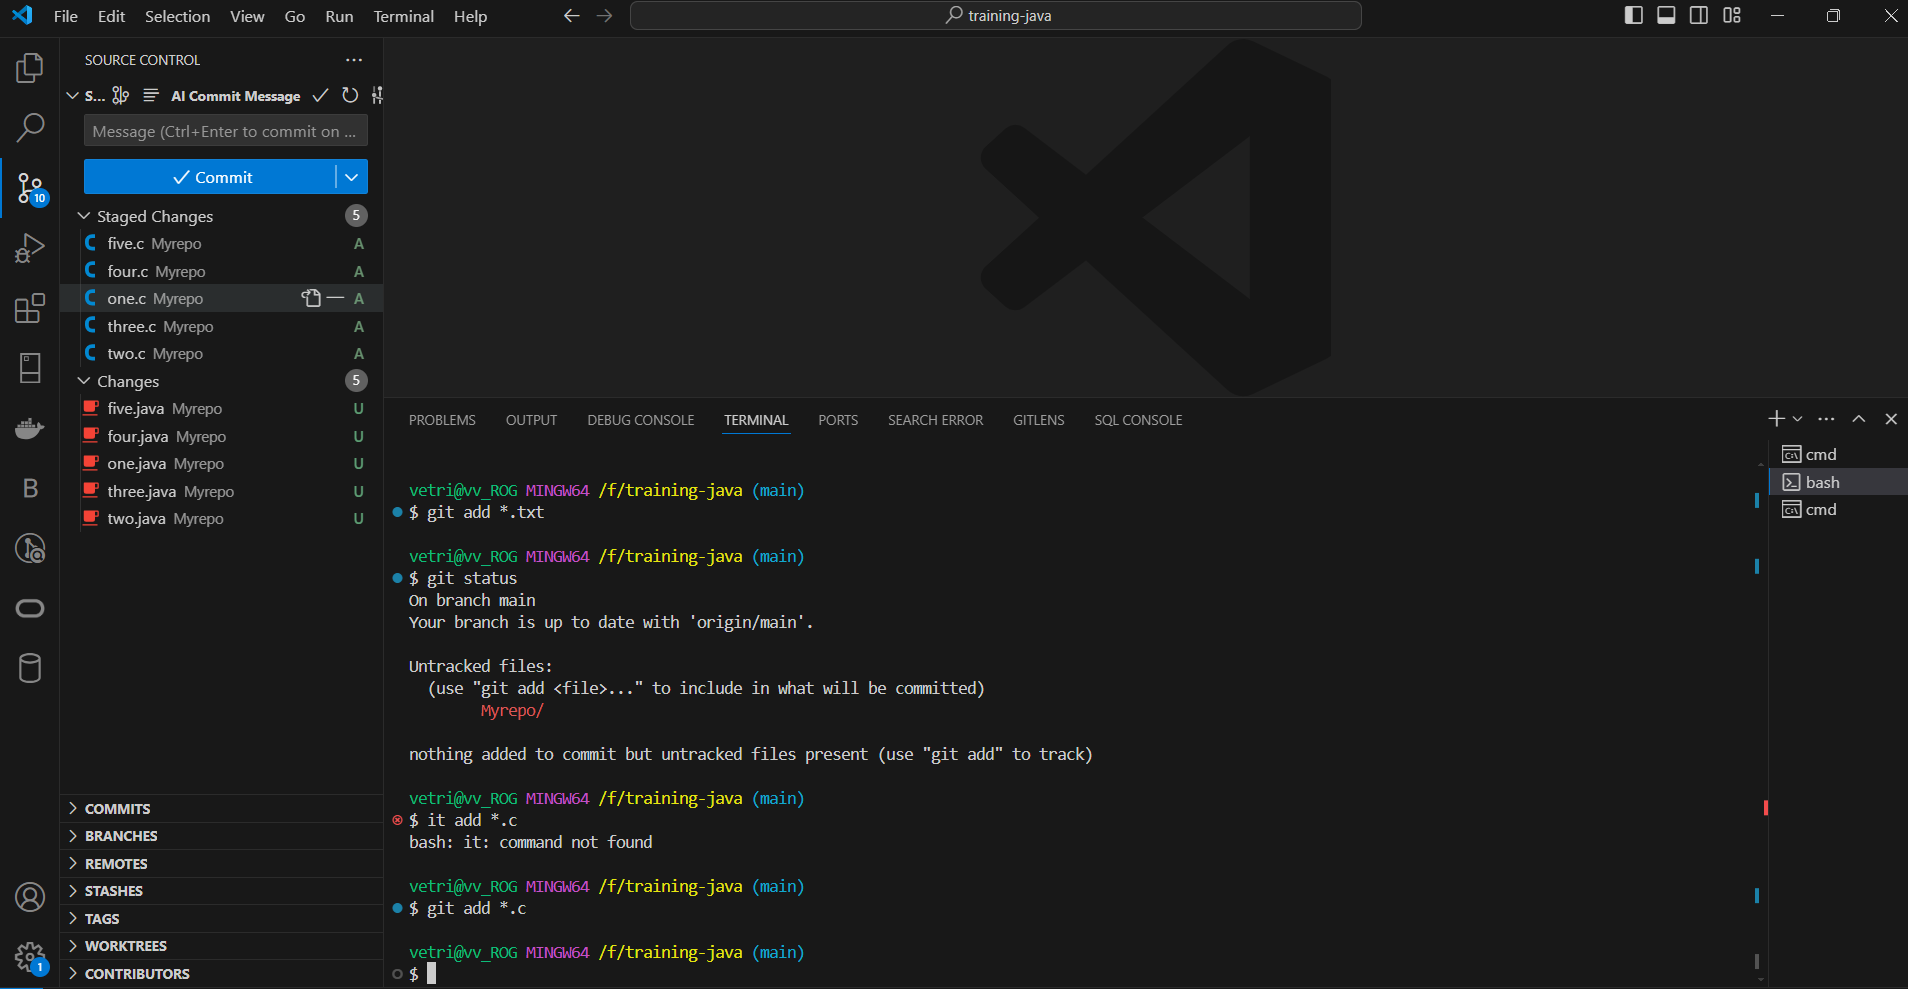 File Edit Selection View Go Run Terminal Help
training-java
SOURCE CONTROL
S... AI Commit Message
Message (Ctrl+Enter to commit on ...
Commit
10
Staged Changes 5
five.c Myrepo A
four.c Myrepo A
one.c Myrepo A
three.c Myrepo A
two.c Myrepo A
Changes 5
five.java Myrepo U
four.java Myrepo U
one.java Myrepo U
three.java Myrepo U
two.java Myrepo U
B
COMMITS
BRANCHES
REMOTES
STASHES
TAGS
WORKTREES
CONTRIBUTORS
1
PROBLEMS OUTPUT DEBUG CONSOLE TERMINAL PORTS SEARCH ERROR GITLENS SQL CONSOLE
vetri@vv_ROG MINGW64 /f/training-java (main)
$ git add *.txt
vetri@vv_ROG MINGW64 /f/training-java (main)
$ git status
On branch main
Your branch is up to date with 'origin/main'.
Untracked files:
(use "git add <file>..." to include in what will be committed)
Myrepo/
nothing added to commit but untracked files present (use "git add" to track)
vetri@vv_ROG MINGW64 /f/training-java (main)
$ it add *.c
bash: it: command not found
vetri@vv_ROG MINGW64 /f/training-java (main)
$ git add *.c
vetri@vv_ROG MINGW64 /f/training-java (main)
$
cmd
bash
cmd